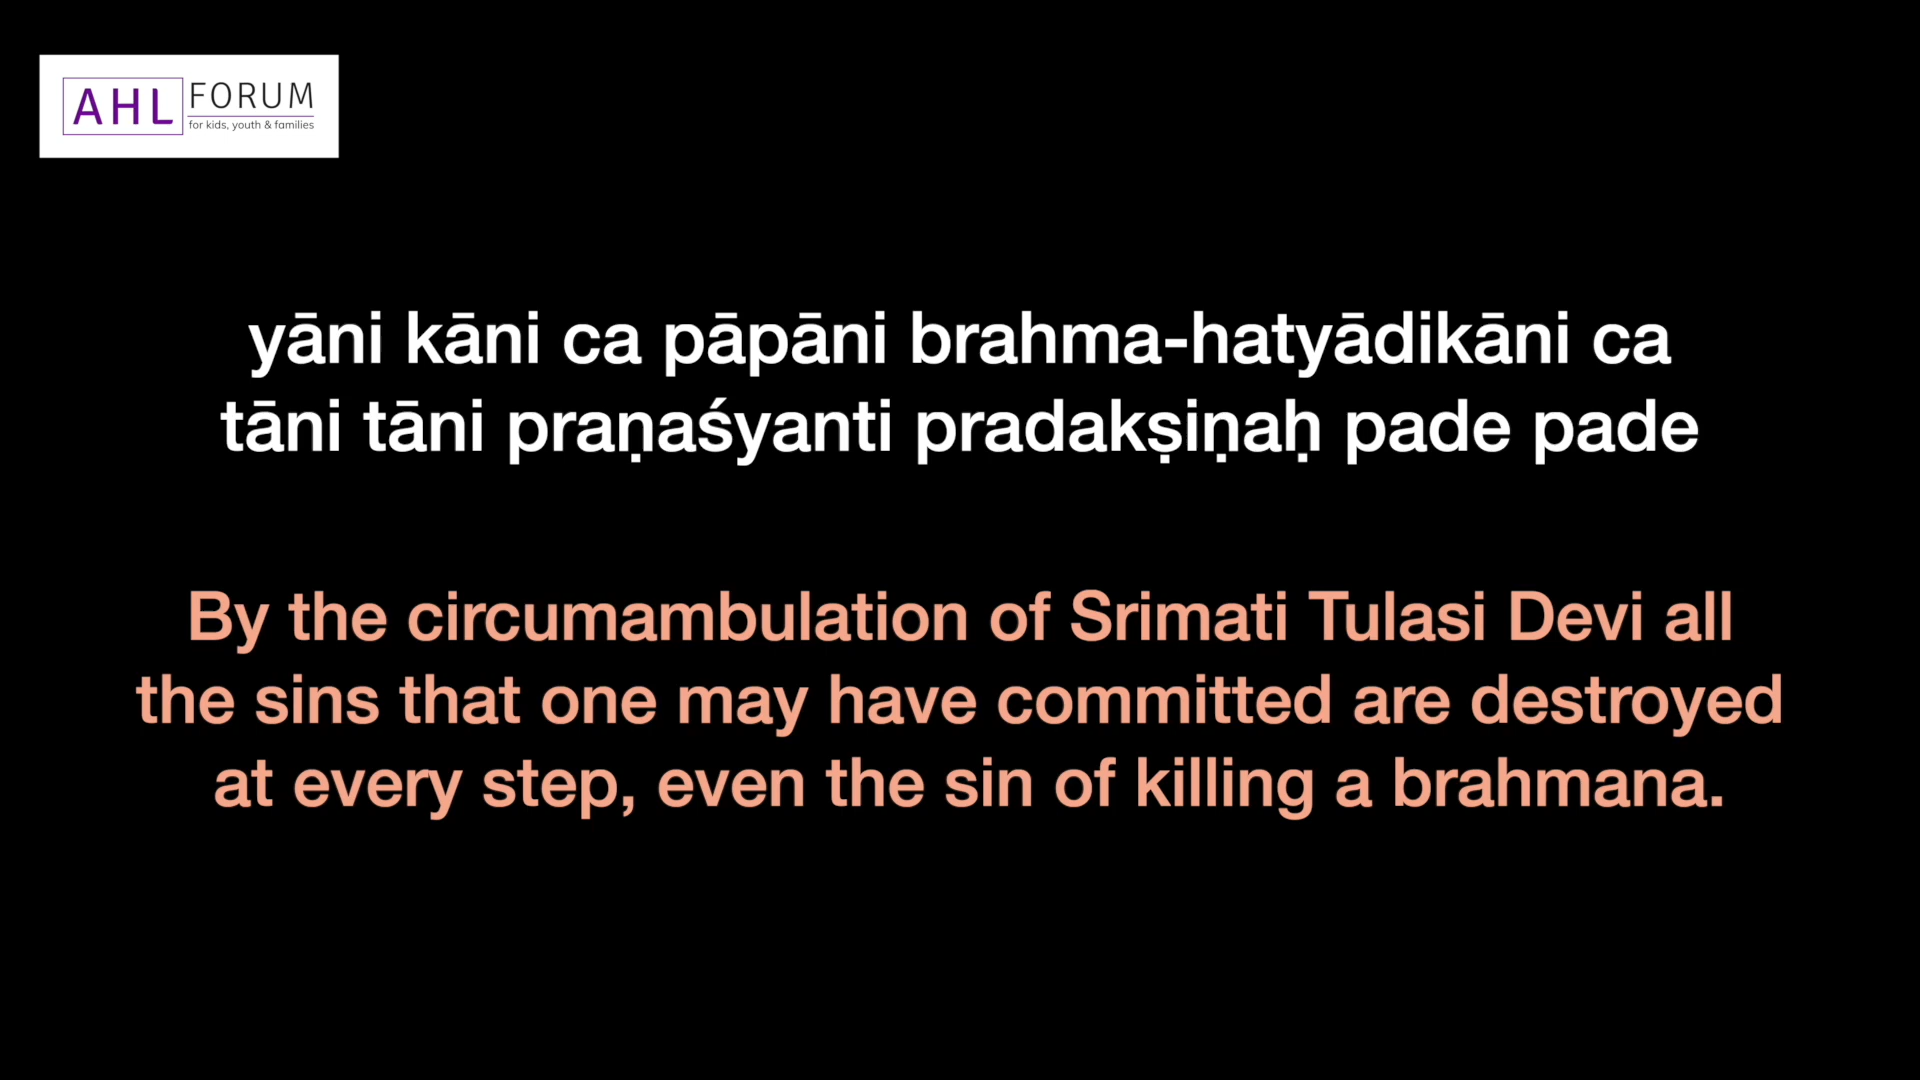 AHL FORUM
for kids, youth & families
yāni kāni ca pāpāni brahma-hatyādikāni ca
tāni tāni praṇaśyanti pradakṣiṇaḥ pade pade
By the circumambulation of Srimati Tulasi Devi all
the sins that one may have committed are destroyed
at every step, even the sin of killing a brahmana.